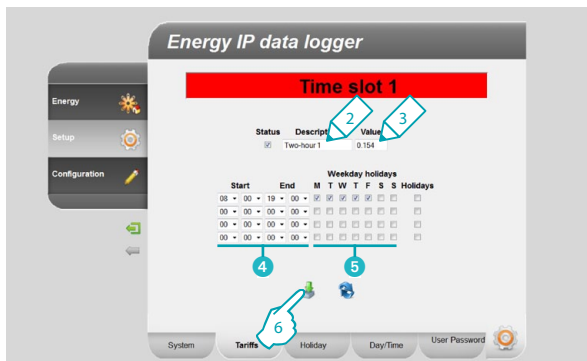 Energy IP data logger
Time slot 1
Energy
Setup
Configuration
Status Descript Value
2 3
Two-hour 1 0.154
Weekday holidays
Start End M T W T F S S Holidays
08 00 19 00
00 00 00 00
00 00 00 00
00 00 00 00
4 5
6
System Tariffs Holiday Day/Time User Password